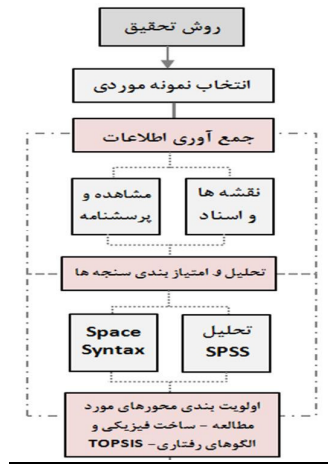 روش تحقیق
انتخاب نمونه موردی
جمع آوری اطلاعات
نقشه ها
و اسناد
مشاهده و
پرسشنامه
تحلیل و امتیاز بندی سنجه ها
تحلیل
SPSS
Space
Syntax
اولویت بندی محورهای مورد
مطالعه - ساخت فیزیکی و
الگوهای رفتاری- TOPSIS